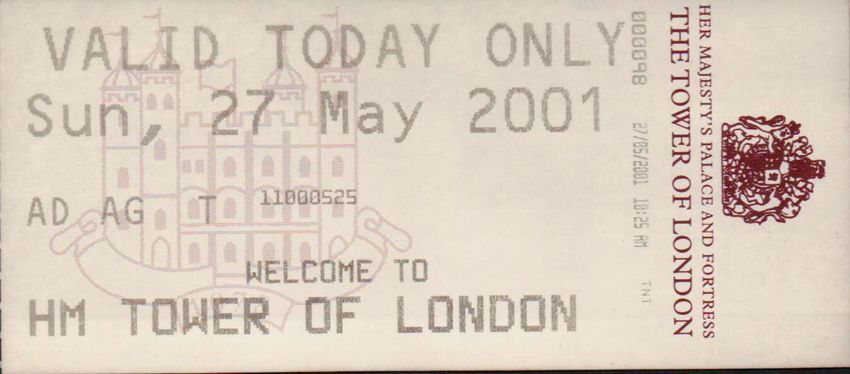 VALID TODAY ONLY
Sun, 27 May 2001
AD AG T 11000525
WELCOME TO
HM TOWER OF LONDON
000098 27/05/2001 10:25 AM TNT
HER MAJESTY'S PALACE AND FORTRESS
THE TOWER OF LONDON